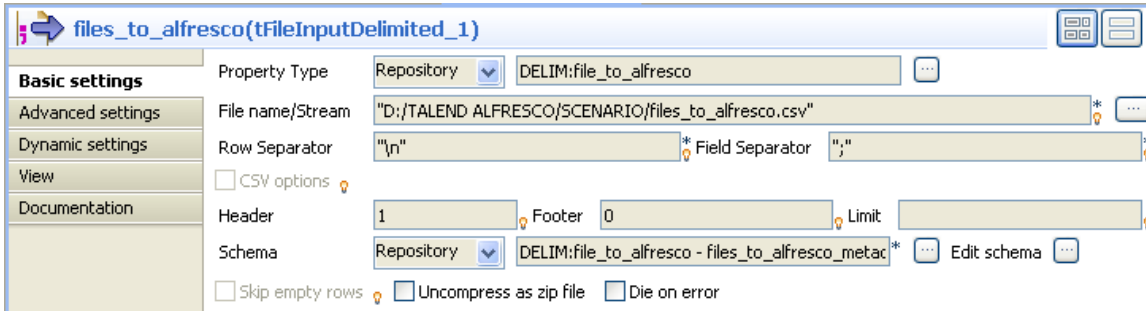 files_to_alfresco(tFileInputDelimited_1)
Basic settings
Advanced settings
Dynamic settings
View
Documentation
Property Type Repository DELIM:file_to_alfresco ...
File name/Stream "D:/TALEND ALFRESCO/SCENARIO/files_to_alfresco.csv" * ...
Row Separator "\n" * Field Separator ";" *
CSV options
Header 1 Footer 0 Limit
Schema Repository DELIM:file_to_alfresco - files_to_alfresco_metac * ... Edit schema ...
Skip empty rows Uncompress as zip file Die on error